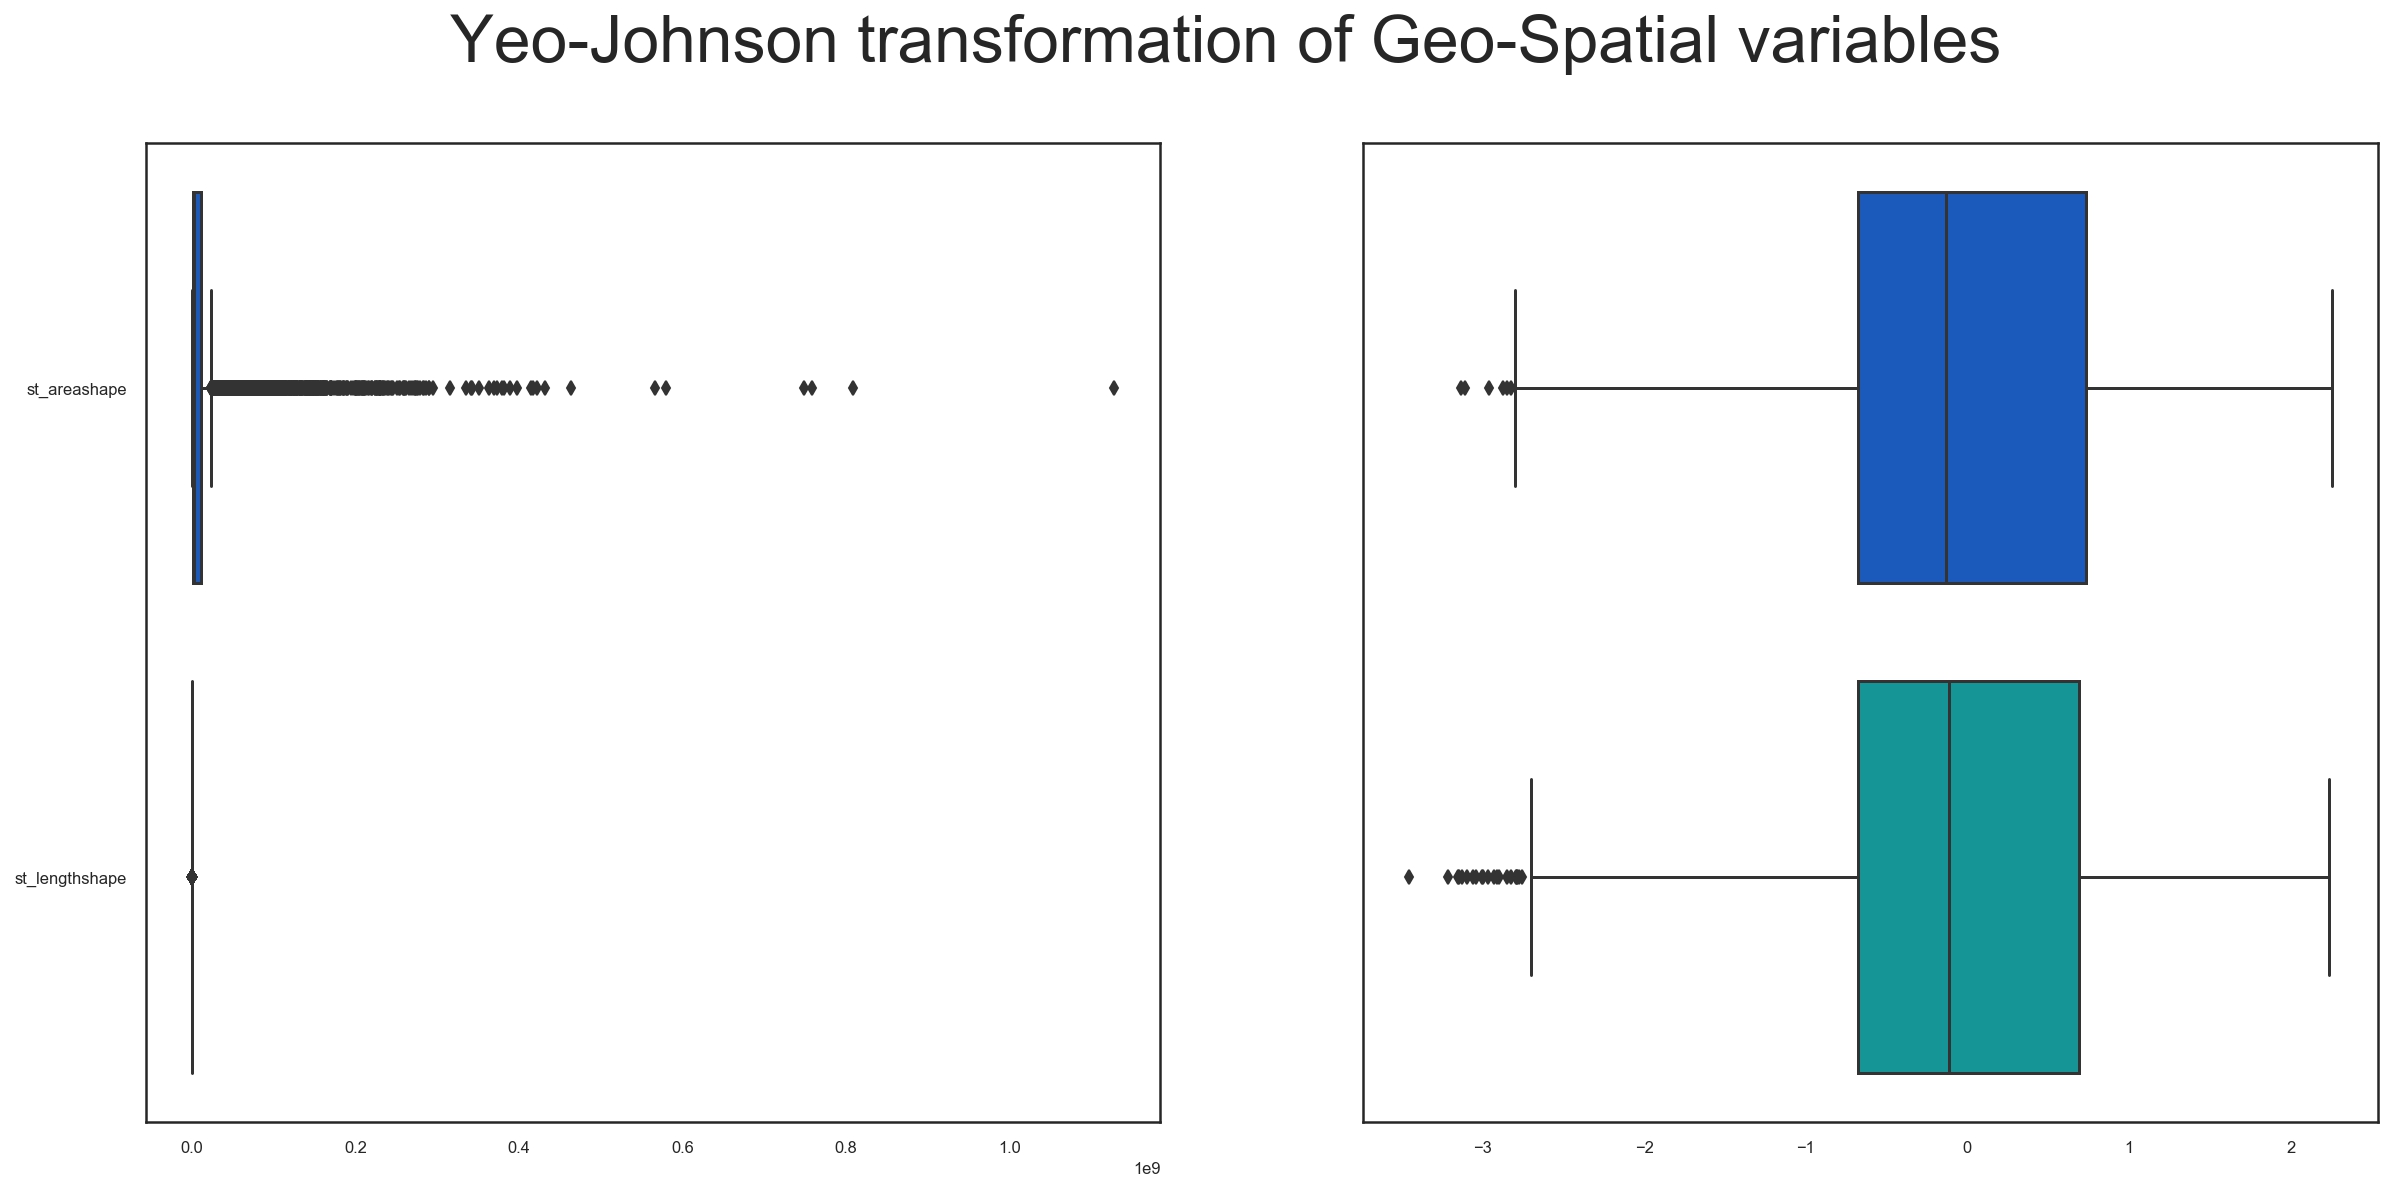 Yeo-Johnson transformation of Geo-Spatial variables
st_areashape
st_lengthshape
0.0 0.2 0.4 0.6 0.8 1.0
1e9
−3 −2 −1 0 1 2